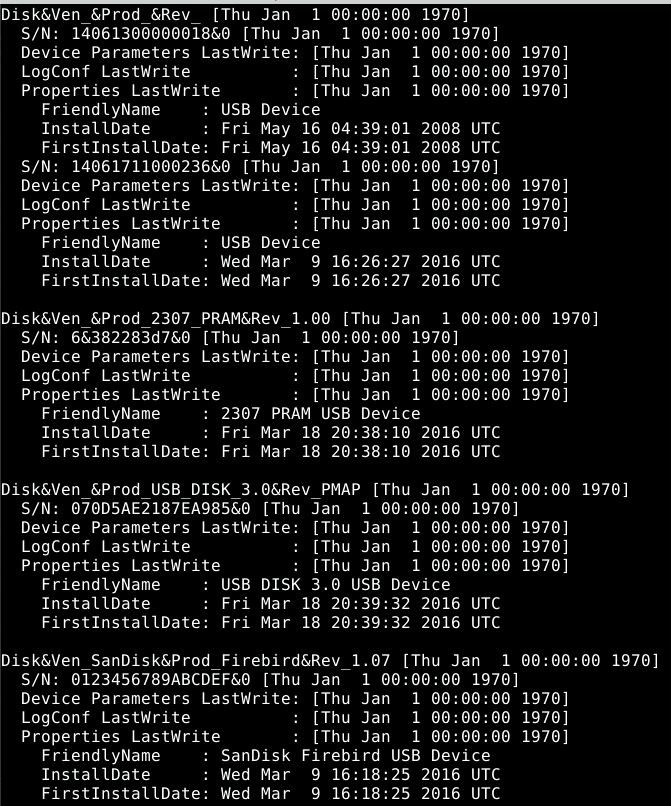 Disk&Ven_&Prod_&Rev_ [Thu Jan  1 00:00:00 1970]
  S/N: 14061300000018&0 [Thu Jan  1 00:00:00 1970]
  Device Parameters LastWrite: [Thu Jan  1 00:00:00 1970]
  LogConf LastWrite          : [Thu Jan  1 00:00:00 1970]
  Properties LastWrite       : [Thu Jan  1 00:00:00 1970]
    FriendlyName    : USB Device
    InstallDate     : Fri May 16 04:39:01 2008 UTC
    FirstInstallDate: Fri May 16 04:39:01 2008 UTC
  S/N: 14061711000236&0 [Thu Jan  1 00:00:00 1970]
  Device Parameters LastWrite: [Thu Jan  1 00:00:00 1970]
  LogConf LastWrite          : [Thu Jan  1 00:00:00 1970]
  Properties LastWrite       : [Thu Jan  1 00:00:00 1970]
    FriendlyName    : USB Device
    InstallDate     : Wed Mar  9 16:26:27 2016 UTC
    FirstInstallDate: Wed Mar  9 16:26:27 2016 UTC

Disk&Ven_&Prod_2307_PRAM&Rev_1.00 [Thu Jan  1 00:00:00 1970]
  S/N: 6&382283d7&0 [Thu Jan  1 00:00:00 1970]
  Device Parameters LastWrite: [Thu Jan  1 00:00:00 1970]
  LogConf LastWrite          : [Thu Jan  1 00:00:00 1970]
  Properties LastWrite       : [Thu Jan  1 00:00:00 1970]
    FriendlyName    : 2307 PRAM USB Device
    InstallDate     : Fri Mar 18 20:38:10 2016 UTC
    FirstInstallDate: Fri Mar 18 20:38:10 2016 UTC

Disk&Ven_&Prod_USB_DISK_3.0&Rev_PMAP [Thu Jan  1 00:00:00 1970]
  S/N: 070D5AE2187EA985&0 [Thu Jan  1 00:00:00 1970]
  Device Parameters LastWrite: [Thu Jan  1 00:00:00 1970]
  LogConf LastWrite          : [Thu Jan  1 00:00:00 1970]
  Properties LastWrite       : [Thu Jan  1 00:00:00 1970]
    FriendlyName    : USB DISK 3.0 USB Device
    InstallDate     : Fri Mar 18 20:39:32 2016 UTC
    FirstInstallDate: Fri Mar 18 20:39:32 2016 UTC

Disk&Ven_SanDisk&Prod_Firebird&Rev_1.07 [Thu Jan  1 00:00:00 1970]
  S/N: 0123456789ABCDEF&0 [Thu Jan  1 00:00:00 1970]
  Device Parameters LastWrite: [Thu Jan  1 00:00:00 1970]
  LogConf LastWrite          : [Thu Jan  1 00:00:00 1970]
  Properties LastWrite       : [Thu Jan  1 00:00:00 1970]
    FriendlyName    : SanDisk Firebird USB Device
    InstallDate     : Wed Mar  9 16:18:25 2016 UTC
    FirstInstallDate: Wed Mar  9 16:18:25 2016 UTC